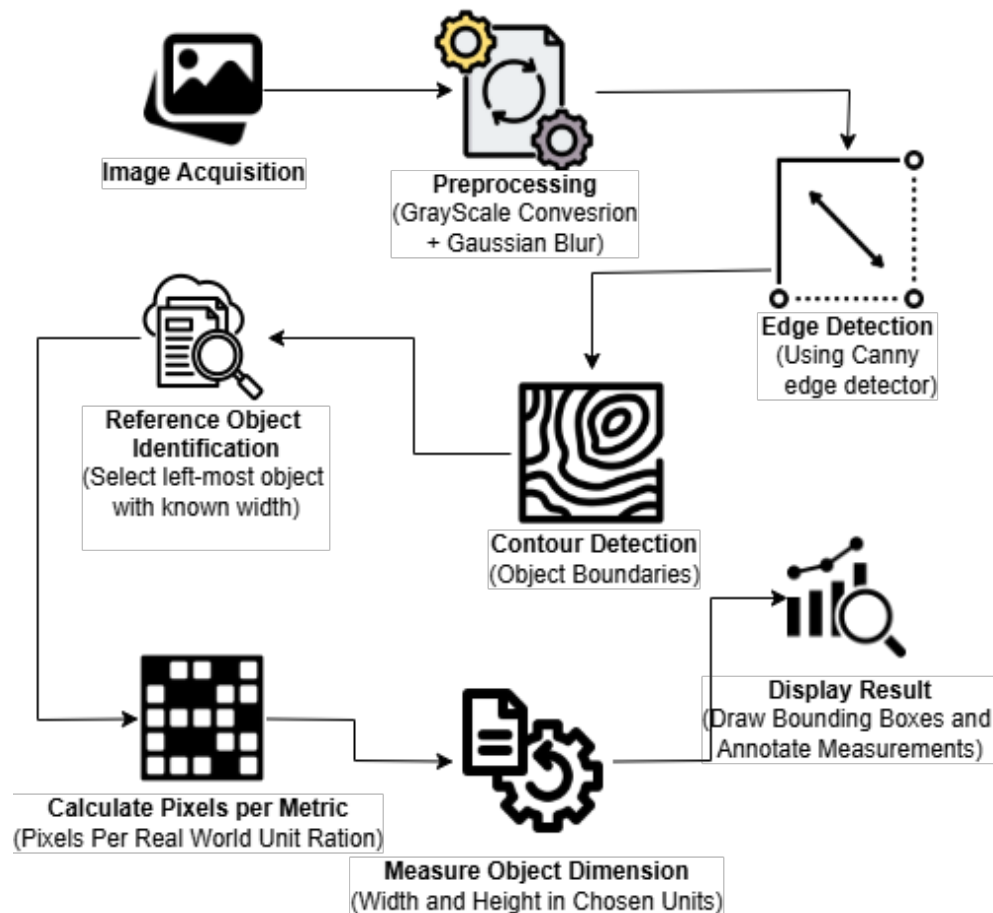 Image Acquisition
Preprocessing
(GrayScale Convesrion
+ Gaussian Blur)
Edge Detection
(Using Canny
edge detector)
Contour Detection
(Object Boundaries)
Reference Object
Identification
(Select left-most object
with known width)
Calculate Pixels per Metric
(Pixels Per Real World Unit Ration)
Measure Object Dimension
(Width and Height in Chosen Units)
Display Result
(Draw Bounding Boxes and
Annotate Measurements)